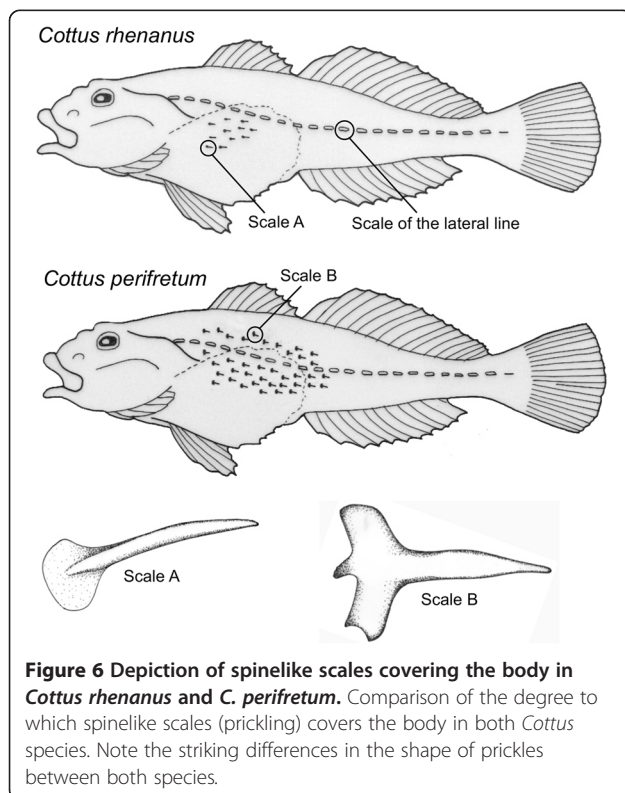 Cottus rhenanus
Scale A
Scale of the lateral line
Cottus perifretum
Scale B
Scale A
Scale B
Figure 6 Depiction of spinelike scales covering the body in
Cottus rhenanus and C. perifretum. Comparison of the degree to
which spinelike scales (prickling) covers the body in both Cottus
species. Note the striking differences in the shape of prickles
between both species.